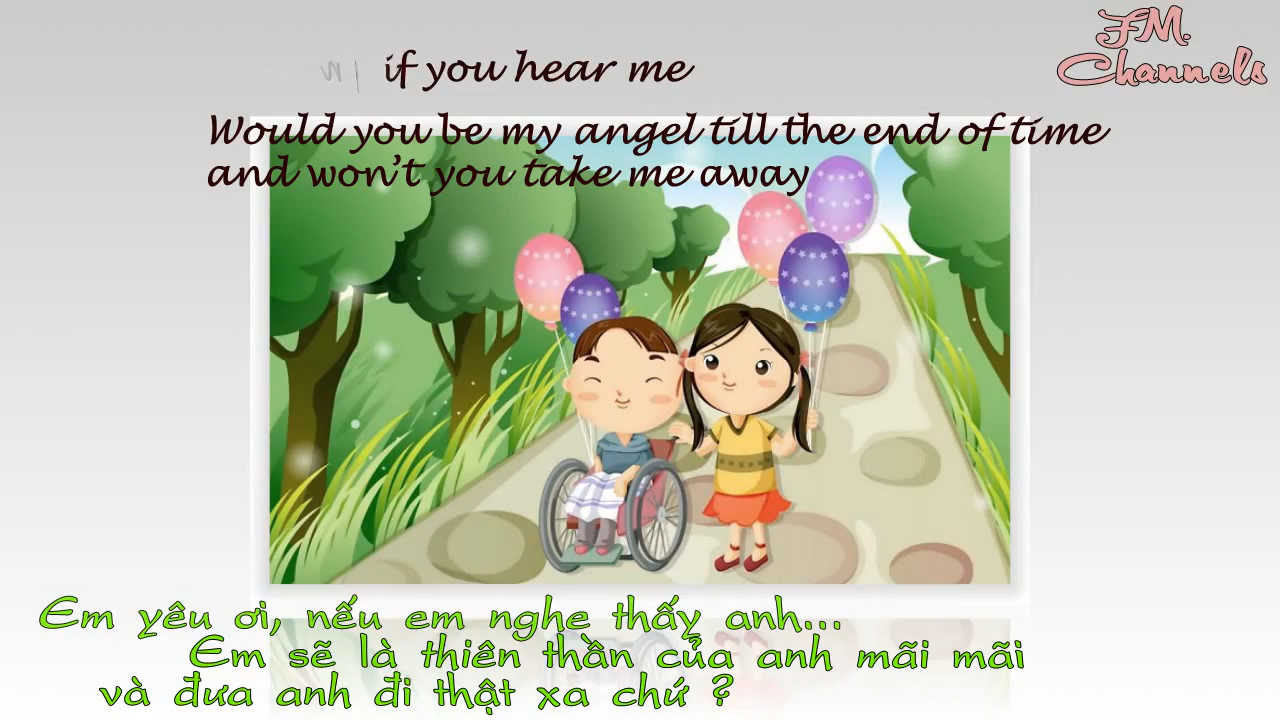 FM.
Channels
if you hear me
Would you be my angel till the end of time
and won't you take me away
Em yêu ơi, nếu em nghe thấy anh...
Em sẽ là thiên thần của anh mãi mãi
và đưa anh đi thật xa chứ ?